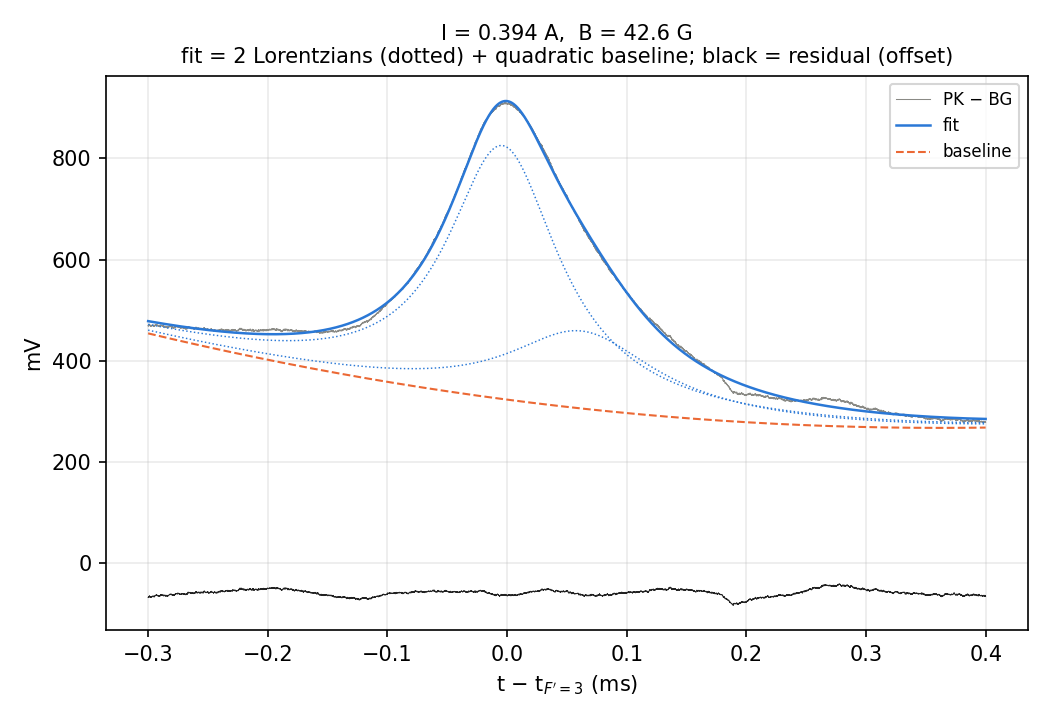 I = 0.394 A,  B = 42.6 G
fit = 2 Lorentzians (dotted) + quadratic baseline; black = residual (offset)
PK − BG
fit
baseline
mV
800
600
400
200
0
−0.3
−0.2
−0.1
0.0
0.1
0.2
0.3
0.4
t − t_{F′=3} (ms)